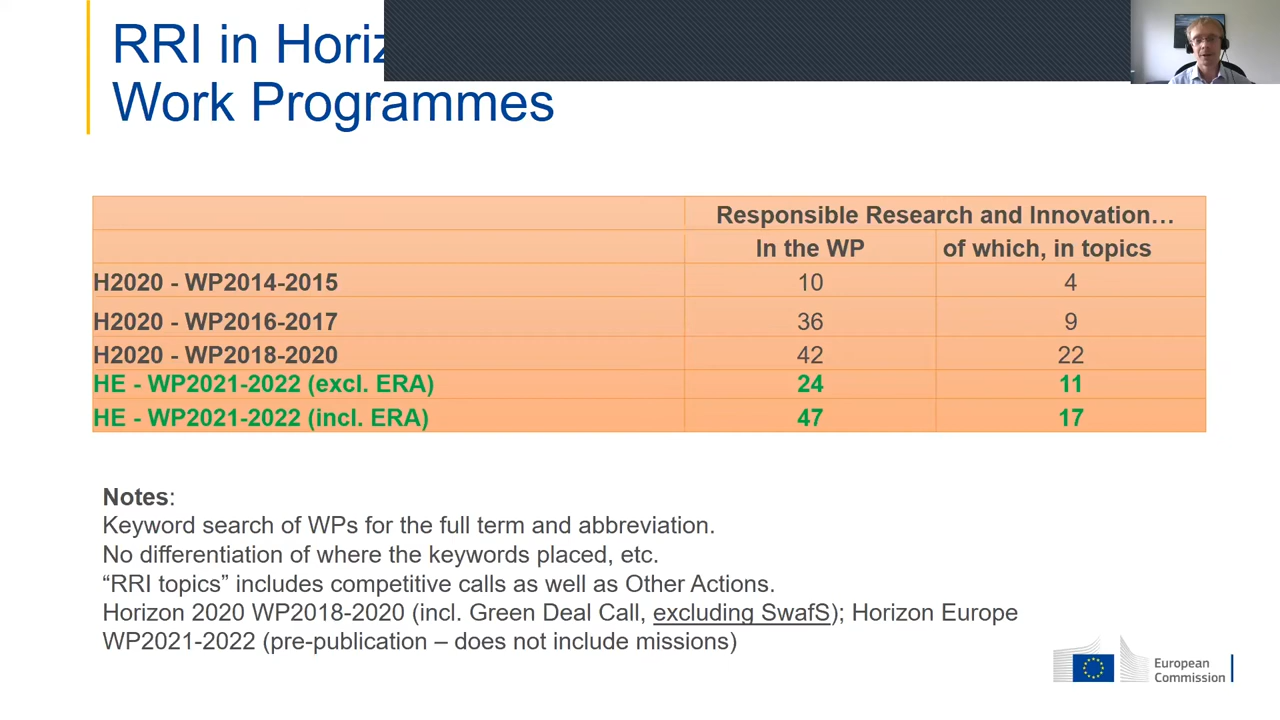 RRI in Horiz
Work Programmes
Responsible Research and Innovation…
In the WP of which, in topics
H2020 - WP2014-2015 10 4
H2020 - WP2016-2017 36 9
H2020 - WP2018-2020 42 22
HE - WP2021-2022 (excl. ERA) 24 11
HE - WP2021-2022 (incl. ERA) 47 17
Notes:
Keyword search of WPs for the full term and abbreviation.
No differentiation of where the keywords placed, etc.
“RRI topics” includes competitive calls as well as Other Actions.
Horizon 2020 WP2018-2020 (incl. Green Deal Call, excluding SwafS); Horizon Europe
WP2021-2022 (pre-publication – does not include missions)
European
Commission